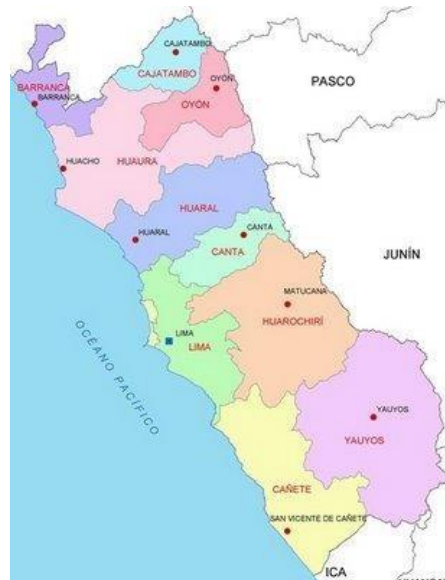 CAJATAMBO
CAJATAMBO
OYÓN
OYÓN
PASCO
BARRANCA
BARRANCA
HUAURA
HUACHO
HUARAL
HUARAL
CANTA
CANTA
JUNÍN
MATUCANA
HUAROCHIRÍ
LIMA
LIMA
OCÉANO PACÍFICO
YAUYOS
YAUYOS
CAÑETE
SAN VICENTE DE CAÑETE
ICA